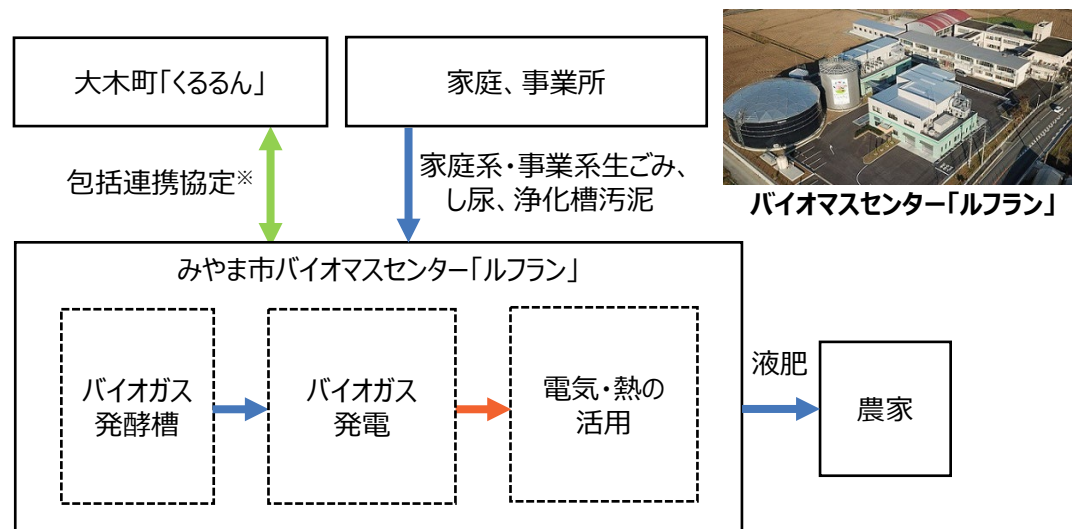 大木町「くるるん」
家庭、事業所
包括連携協定※
家庭系・事業系生ごみ、
し尿、浄化槽汚泥
バイオマスセンター「ルフラン」
みやま市バイオマスセンター「ルフラン」
バイオガス
発酵槽
バイオガス
発電
電気・熱の
活用
液肥
農家